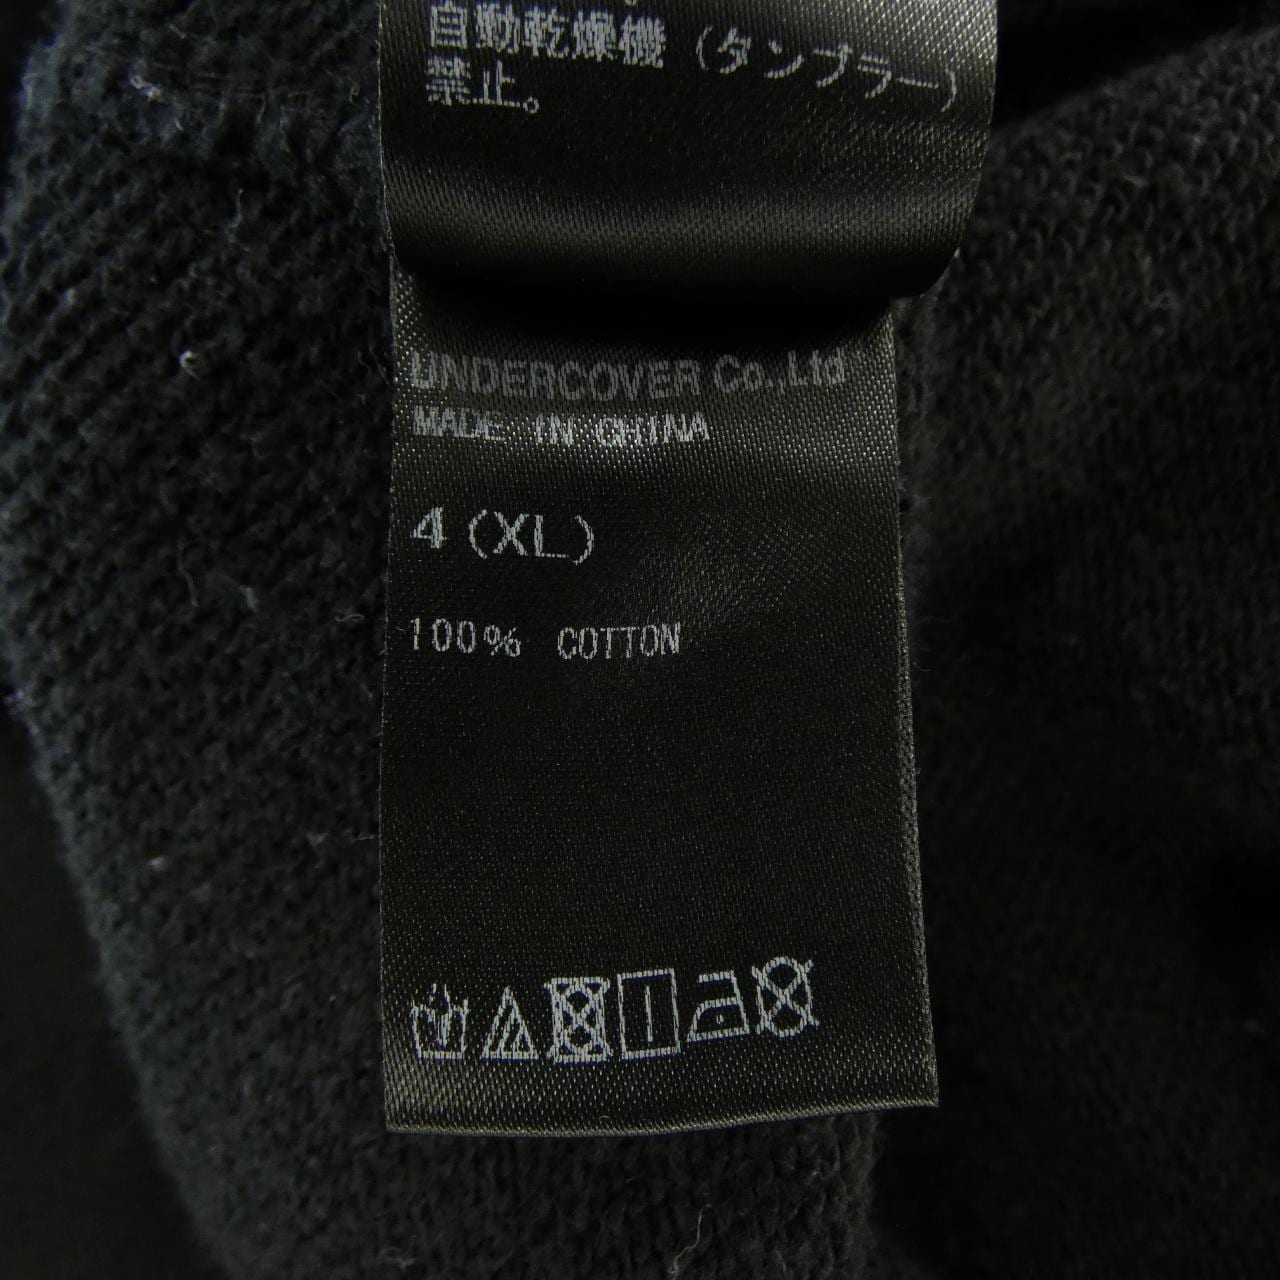 自動乾燥機（タンブラー）
禁止。
UNDERCOVER Co.,Ltd
MADE IN CHINA
4 (XL)
100% COTTON